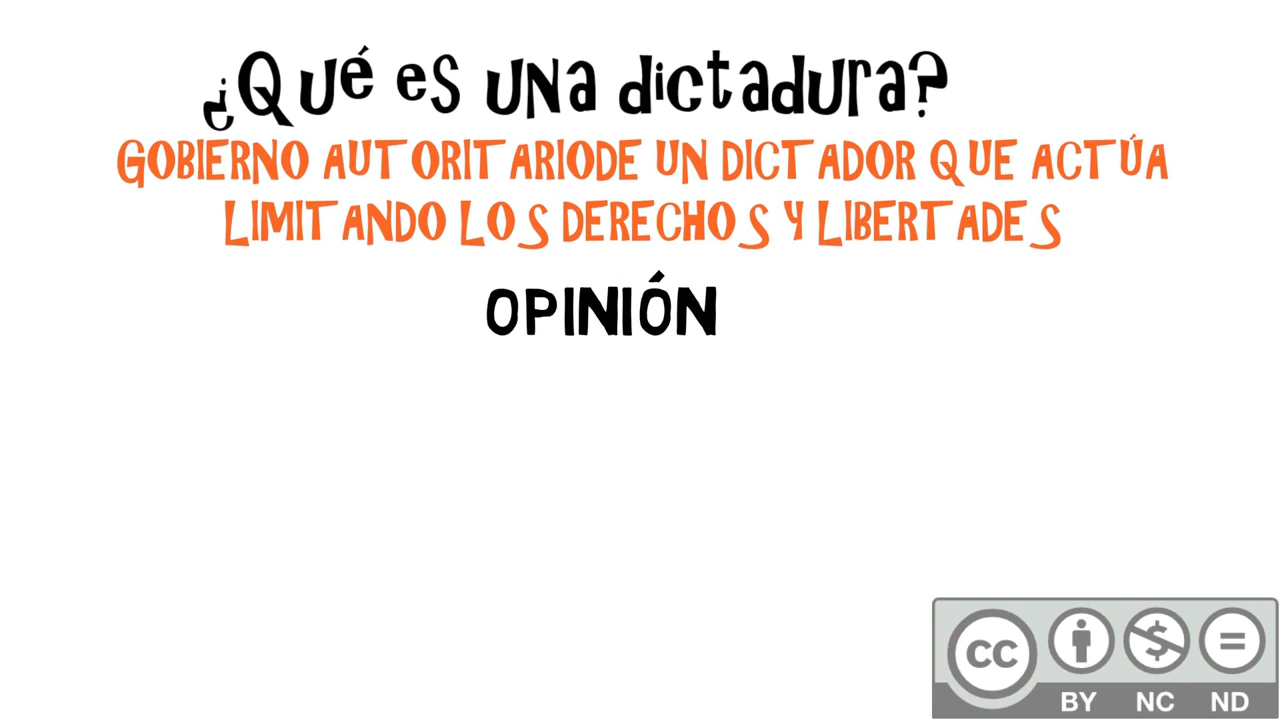 ¿Qué es una dictadura?
GOBIERNO AUTORITARIODE UN DICTADOR QUE ACTÚA
LIMITANDO LOS DERECHOS Y LIBERTADES
OPINIÓN
CC
BY NC ND